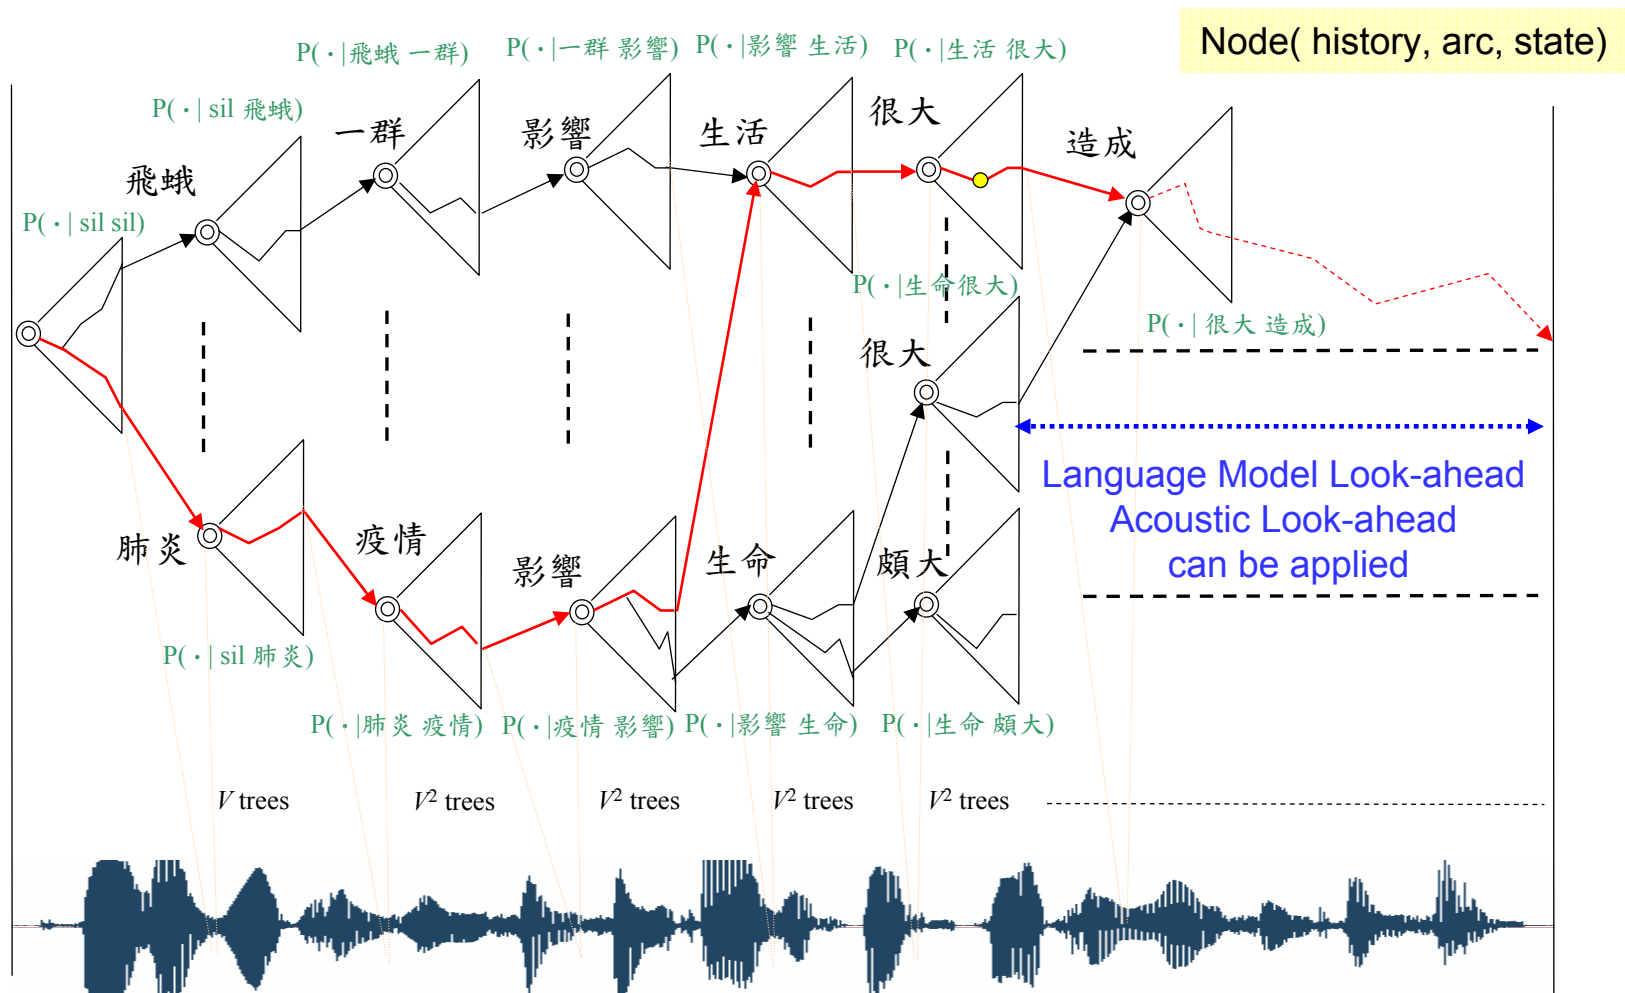 Node( history, arc, state)
P(·|飛蛾 一群)
P(·|一群 影響)
P(·|影響 生活)
P(·|生活 很大)
P(·| sil 飛蛾)
一群
影響
生活
很大
造成
飛蛾
P(·| sil sil)
P(·|生命很大)
P(·| 很大 造成)
很大
Language Model Look-ahead
Acoustic Look-ahead
can be applied
肺炎
疫情
影響
生命
頗大
P(·| sil 肺炎)
P(·|肺炎 疫情)
P(·|疫情 影響)
P(·|影響 生命)
P(·|生命 頗大)
V trees
V² trees
V² trees
V² trees
V² trees